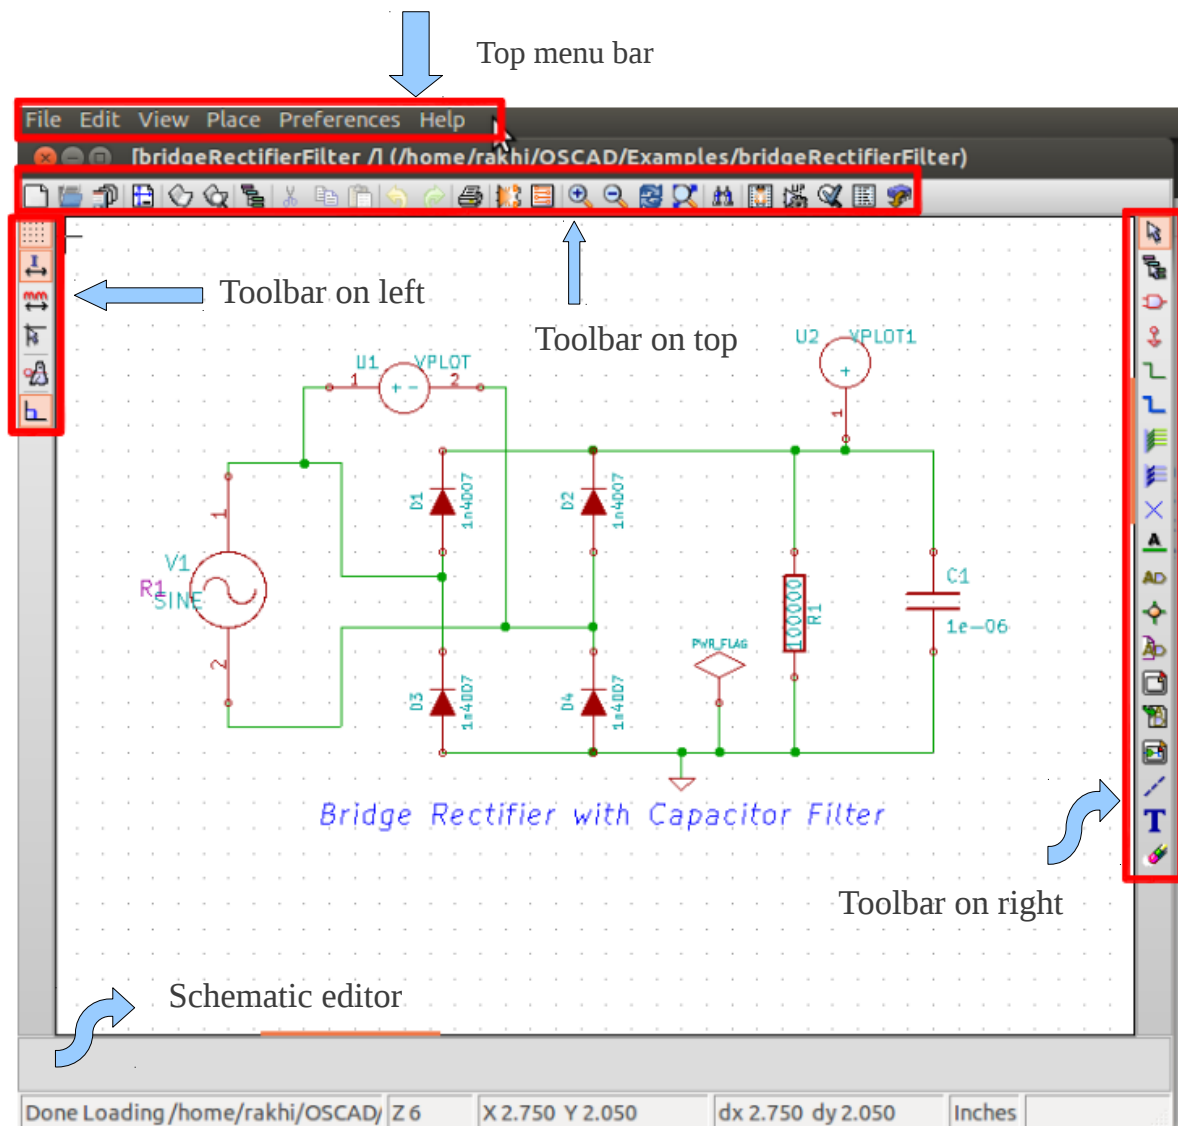 Top menu bar
File Edit View Place Preferences Help
[bridgeRectifierFilter /] (/home/rakhi/OSCAD/Examples/bridgeRectifierFilter)
Toolbar on left
Toolbar on top
U1 VPLOT
1 2
U2 VPLOT1
+ -
+
1
D1
1n4007
D2
1n4007
1
V1
R1
SINE
2
C1
1e-06
100000
R1
PWR_FLAG
D3
1n4007
D4
1n4007
Bridge Rectifier with Capacitor Filter
A
T
Toolbar on right
Schematic editor
Done Loading /home/rakhi/OSCAD/ Z 6 X 2.750 Y 2.050 dx 2.750 dy 2.050 Inches